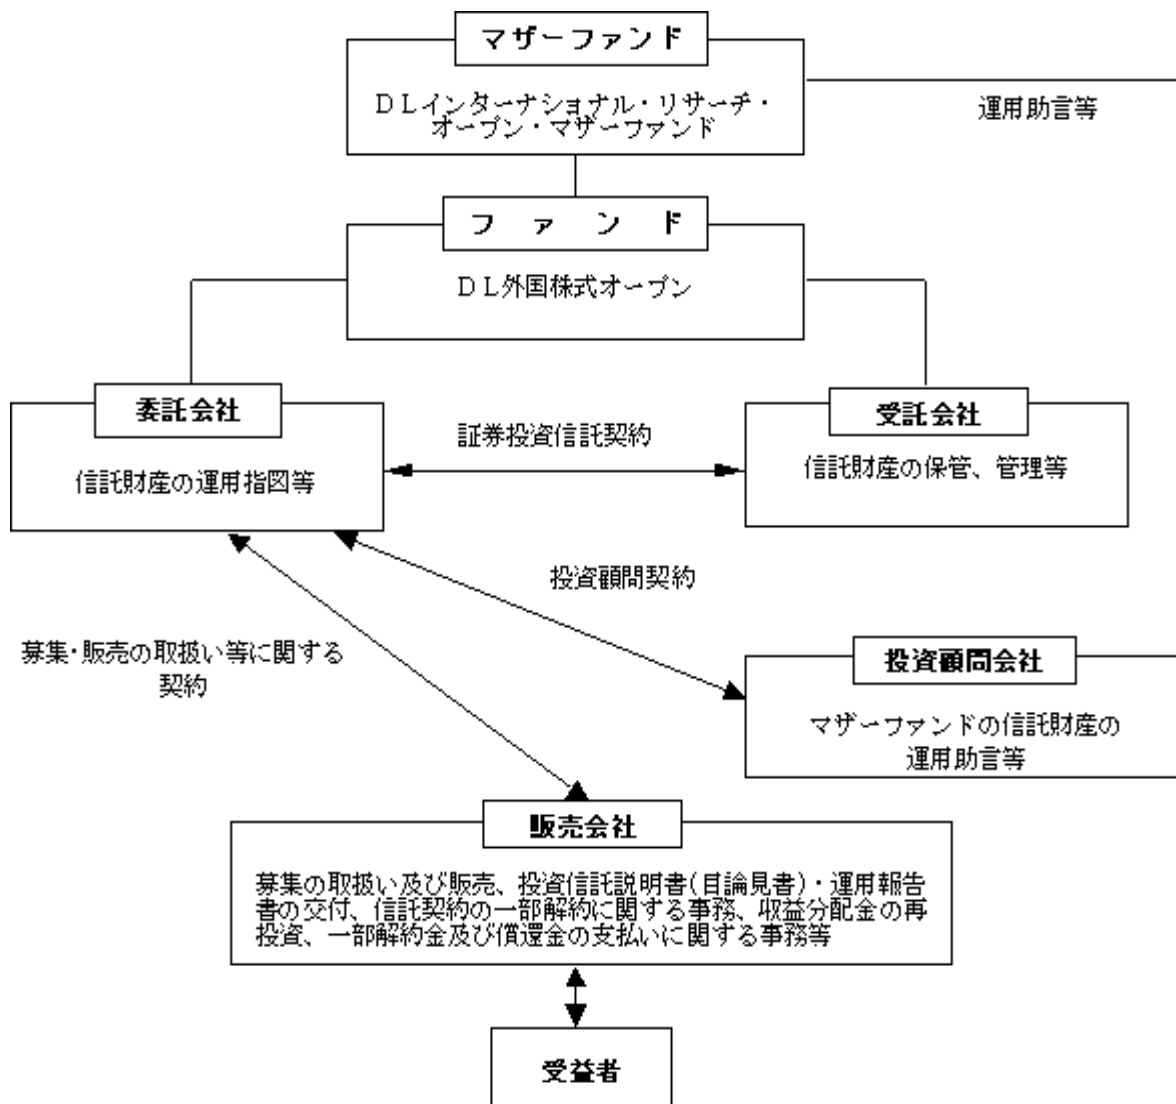 マザーファンド
ＤＬインターナショナル・リサーチ・
オープン・マザーファンド
運用助言等
ファンド
ＤＬ外国株式オープン
委託会社
信託財産の運用指図等
証券投資信託契約
受託会社
信託財産の保管、管理等
投資顧問契約
募集・販売の取扱い等に関する
契約
投資顧問会社
マザーファンドの信託財産の
運用助言等
販売会社
募集の取扱い及び販売、投資信託説明書(目論見書)・運用報告
書の交付、信託契約の一部解約に関する事務、収益分配金の再
投資、一部解約金及び償還金の支払いに関する事務等
受益者